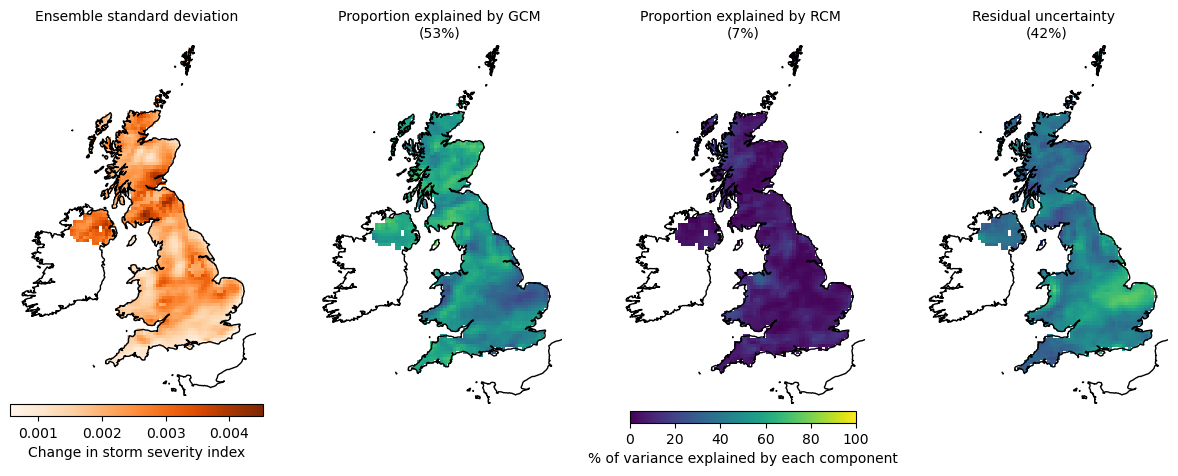 Ensemble standard deviation
Proportion explained by GCM
(53%)
Proportion explained by RCM
(7%)
Residual uncertainty
(42%)
0.001 0.002 0.003 0.004
Change in storm severity index
0 20 40 60 80 100
% of variance explained by each component